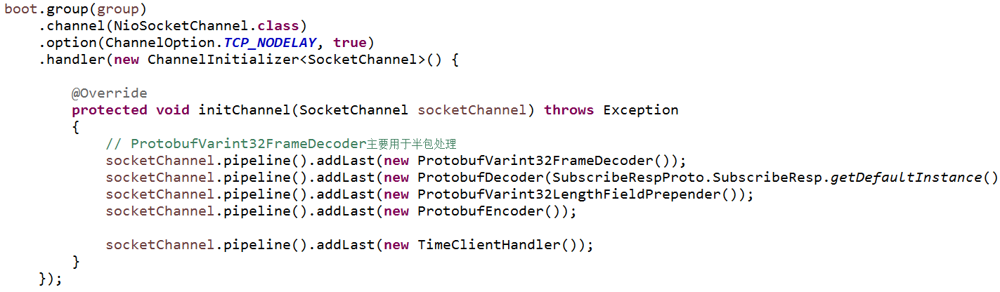 boot.group(group)
    .channel(NioSocketChannel.class)
    .option(ChannelOption.TCP_NODELAY, true)
    .handler(new ChannelInitializer<SocketChannel>() {
        @Override
        protected void initChannel(SocketChannel socketChannel) throws Exception
        {
            // ProtobufVarint32FrameDecoder主要用于半包处理
            socketChannel.pipeline().addLast(new ProtobufVarint32FrameDecoder());
            socketChannel.pipeline().addLast(new ProtobufDecoder(SubscribeRespProto.SubscribeResp.getDefaultInstance()
            socketChannel.pipeline().addLast(new ProtobufVarint32LengthFieldPrepender());
            socketChannel.pipeline().addLast(new ProtobufEncoder());
            socketChannel.pipeline().addLast(new TimeClientHandler());
        }
    });